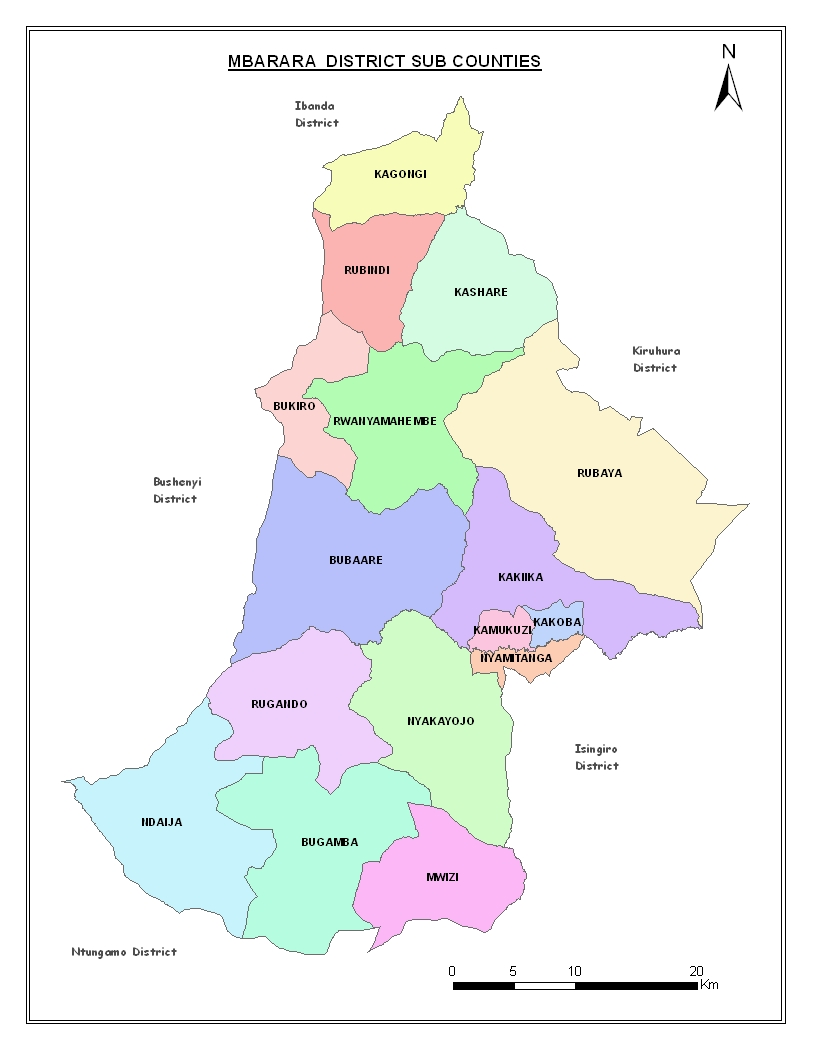 MBARARA DISTRICT SUB COUNTIES
N
Ibanda
District
KAGONGI
RUBINDI
KASHARE
Kiruhura
District
BUKIRO
RWANYAMAHEMBE
RUBAYA
Bushenyi
District
BUBAARE
KAKIIKA
KAMUKUZI
KAKOBA
NYAMITANGA
RUGANDO
NYAKAYOJO
Isingiro
District
NDAIJA
BUGAMBA
MWIZI
Ntungamo District
0 5 10 20
Km